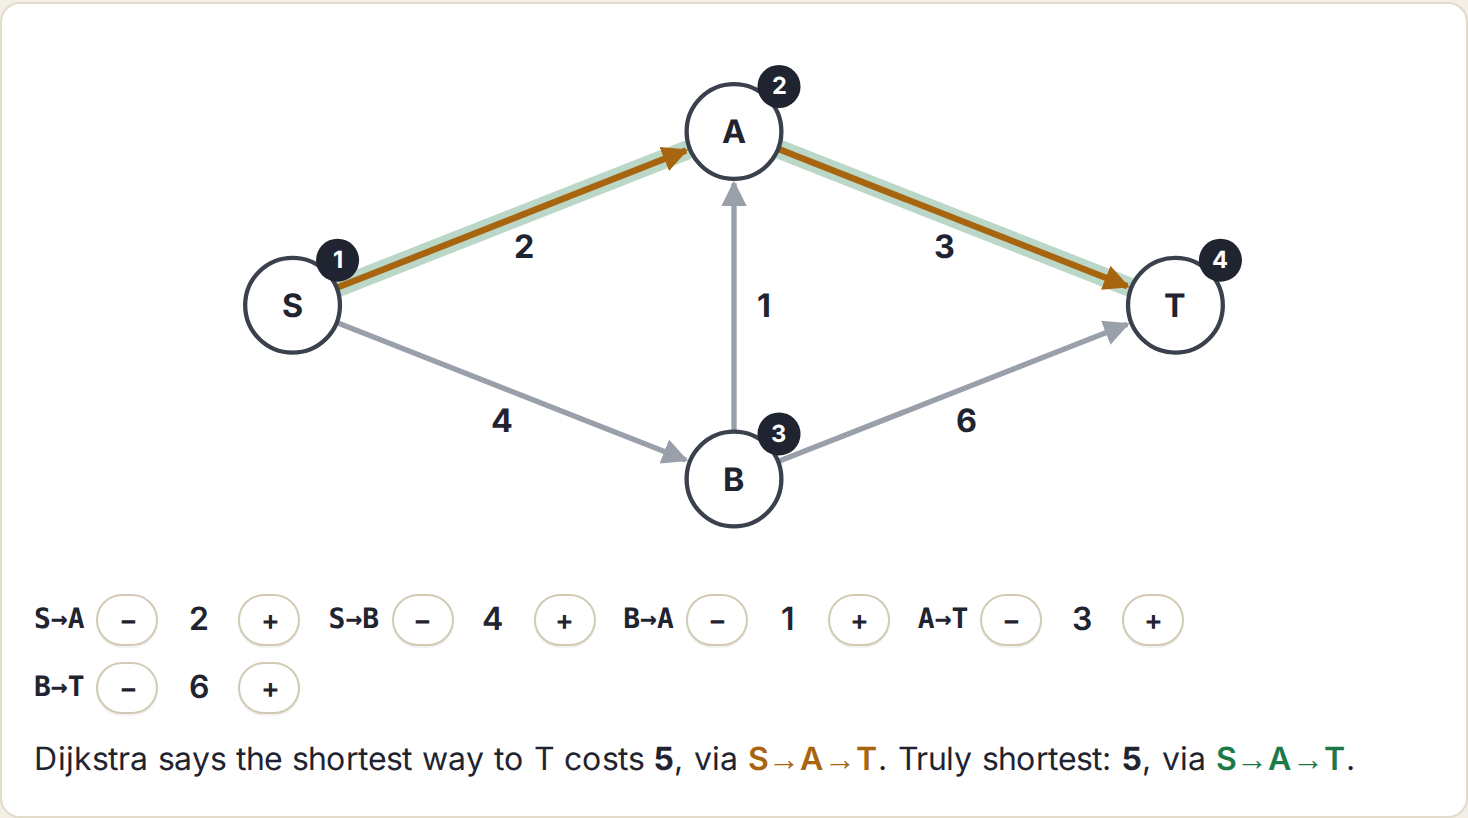 2
A
1
2
3
4
S
1
T
4
3
6
B
S→A − 2 + S→B − 4 + B→A − 1 + A→T − 3 +
B→T − 6 +
Dijkstra says the shortest way to T costs 5, via S→A→T. Truly shortest: 5, via S→A→T.